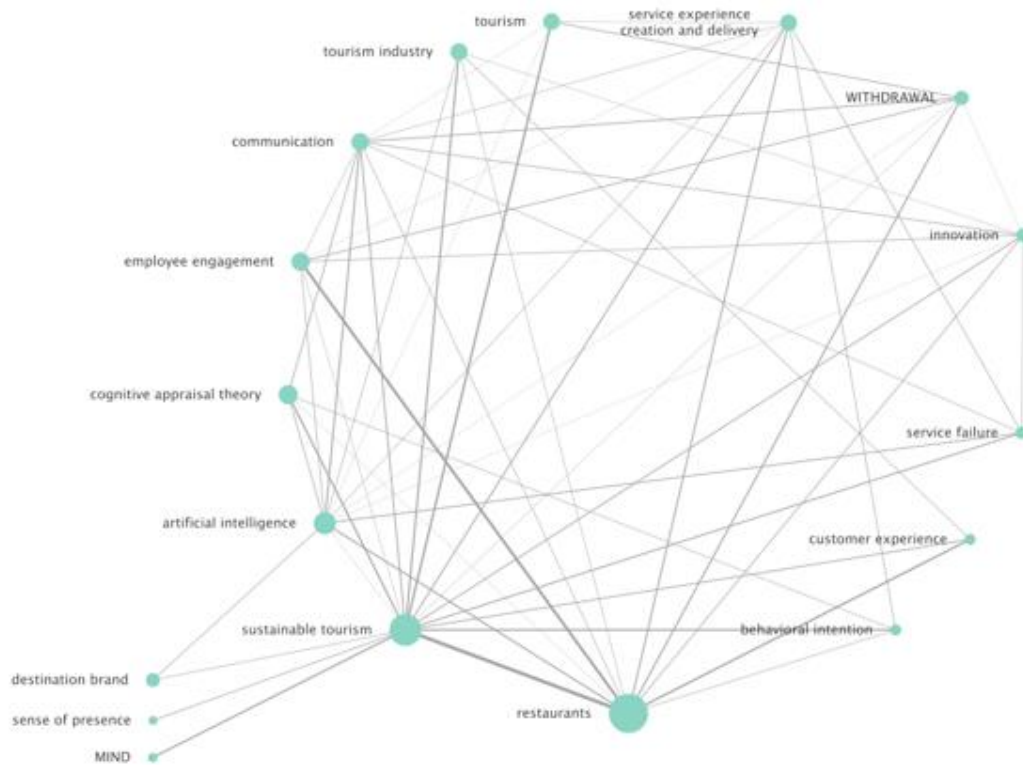 tourism
service experience
creation and delivery
tourism industry
WITHDRAWAL
communication
innovation
employee engagement
cognitive appraisal theory
service failure
artificial intelligence
customer experience
sustainable tourism
behavioral intention
destination brand
restaurants
sense of presence
MIND